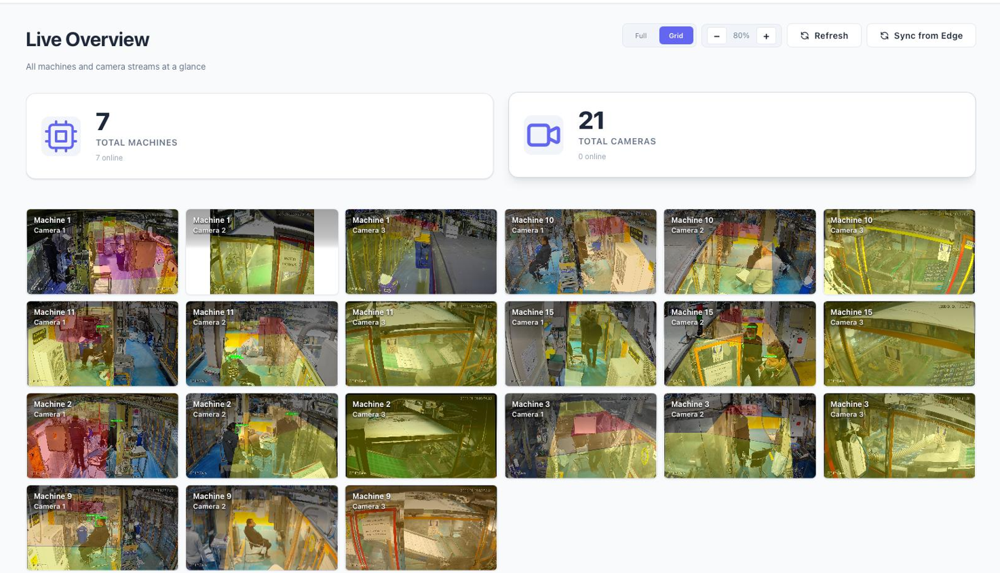 Live Overview
Full
Grid
−
80%
+
Refresh
Sync from Edge
All machines and camera streams at a glance
7
TOTAL MACHINES
7 online
21
TOTAL CAMERAS
0 online
Machine 1
Camera 1
Machine 1
Camera 2
Machine 1
Camera 3
Machine 10
Camera 1
Machine 10
Camera 2
Machine 10
Camera 3
Machine 11
Camera 1
Machine 11
Camera 2
Machine 11
Camera 3
Machine 15
Camera 1
Machine 15
Camera 2
Machine 15
Camera 3
Machine 2
Camera 1
Machine 2
Camera 2
Machine 2
Camera 3
Machine 3
Camera 1
Machine 3
Camera 2
Machine 3
Camera 3
Machine 9
Camera 1
Machine 9
Camera 2
Machine 9
Camera 3